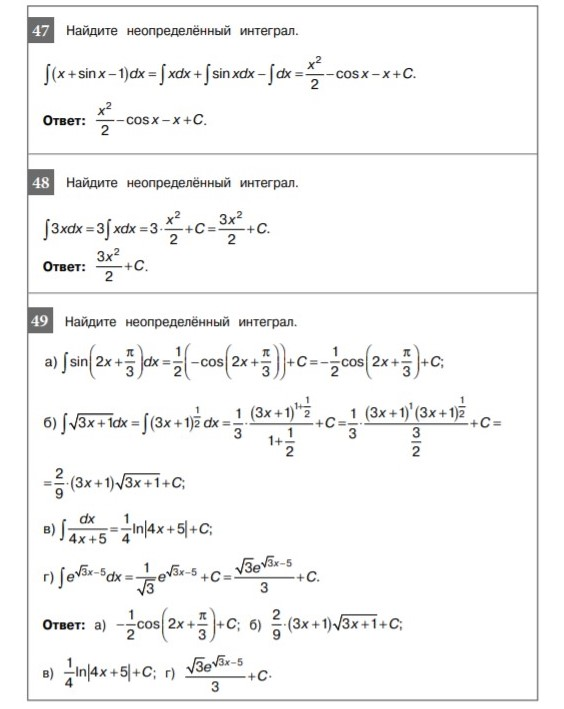 47 Найдите неопределённый интеграл.
∫(x + sin x − 1)dx = ∫xdx + ∫sin xdx − ∫dx = x²/2 − cos x − x + C.
Ответ: x²/2 − cos x − x + C.
48 Найдите неопределённый интеграл.
∫3xdx = 3∫xdx = 3 · x²/2 + C = 3x²/2 + C.
Ответ: 3x²/2 + C.
49 Найдите неопределённый интеграл.
а) ∫sin(2x + π/3)dx = 1/2(−cos(2x + π/3)) + C = −1/2 cos(2x + π/3) + C;
б) ∫√(3x + 1)dx = ∫(3x + 1)^(1/2) dx = 1/3 · (3x + 1)^(1+1/2)/(1 + 1/2) + C = 1/3 · (3x + 1)¹(3x + 1)^(1/2)/(3/2) + C =
= 2/9 · (3x + 1)√(3x + 1) + C;
в) ∫dx/(4x + 5) = 1/4 ln|4x + 5| + C;
г) ∫e^(√3x−5)dx = 1/√3 e^(√3x−5) + C = √3e^(√3x−5)/3 + C.
Ответ: а) −1/2 cos(2x + π/3) + C; б) 2/9 · (3x + 1)√(3x + 1) + C;
в) 1/4 ln|4x + 5| + C; г) √3e^(√3x−5)/3 + C.